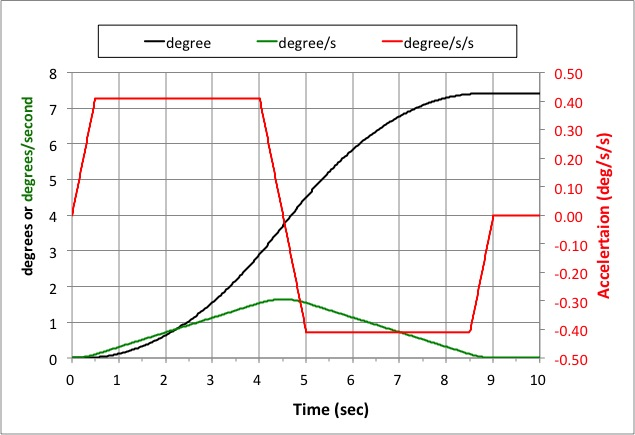 degree degree/s degree/s/s
8 0.50
7 0.40
6 0.30
0.20
5 0.10
4 0.00
3 -0.10
-0.20
2 -0.30
1 -0.40
0 -0.50
degrees or degrees/second
Accelertaion (deg/s/s)
0 1 2 3 4 5 6 7 8 9 10
Time (sec)